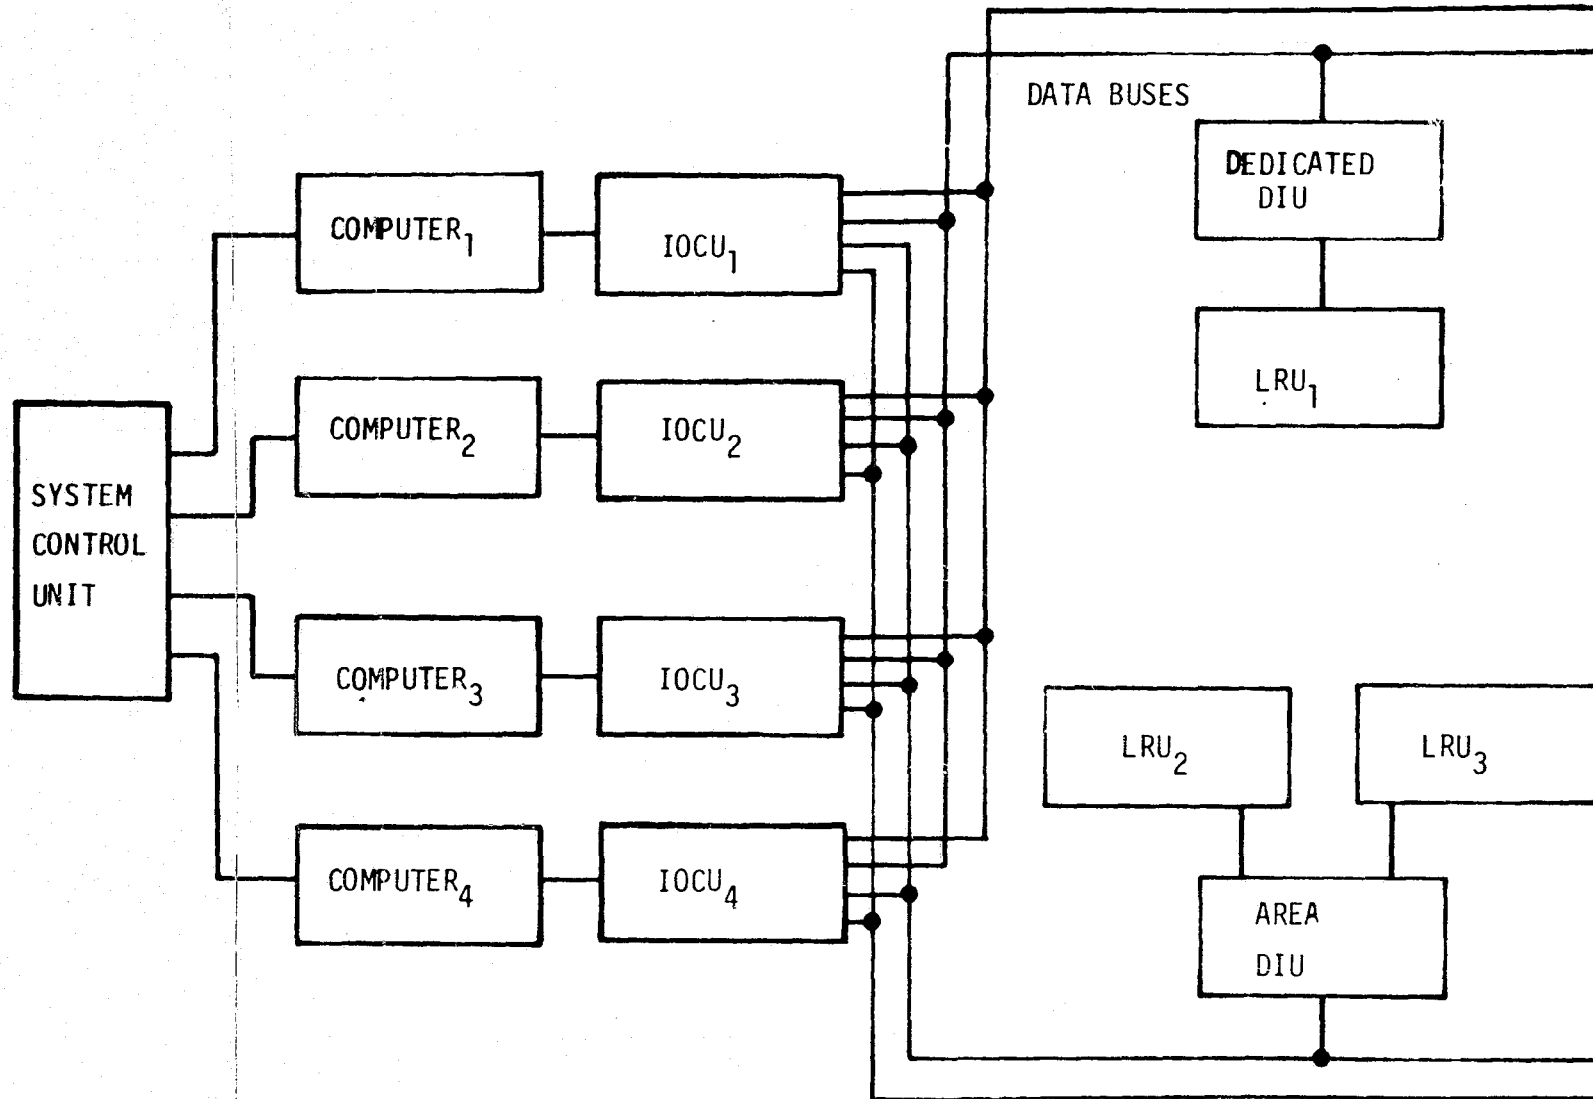 DATA BUSES
DEDICATED
DIU
COMPUTER1
IOCU1
LRU1
COMPUTER2
IOCU2
SYSTEM
CONTROL
UNIT
COMPUTER3
IOCU3
LRU2
LRU3
COMPUTER4
IOCU4
AREA
DIU